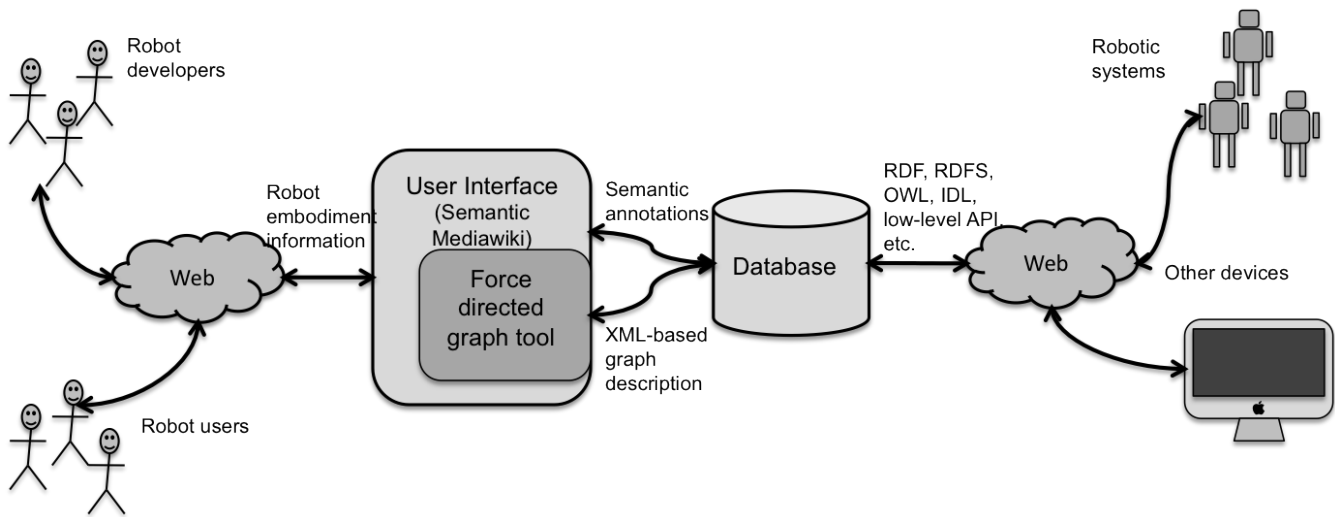 Robot
developers
Robot
embodiment
information
Web
Robot users
User Interface
(Semantic
Mediawiki)
Force
directed
graph tool
Semantic
annotations
XML-based
graph
description
Database
RDF, RDFS,
OWL, IDL,
low-level API,
etc.
Web
Robotic
systems
Other devices